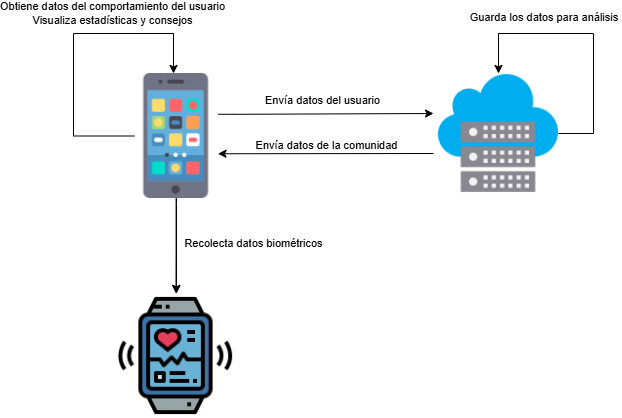 Obtiene datos del comportamiento del usuario
Visualiza estadísticas y consejos
Guarda los datos para análisis
Envía datos del usuario
Envía datos de la comunidad
Recolecta datos biométricos